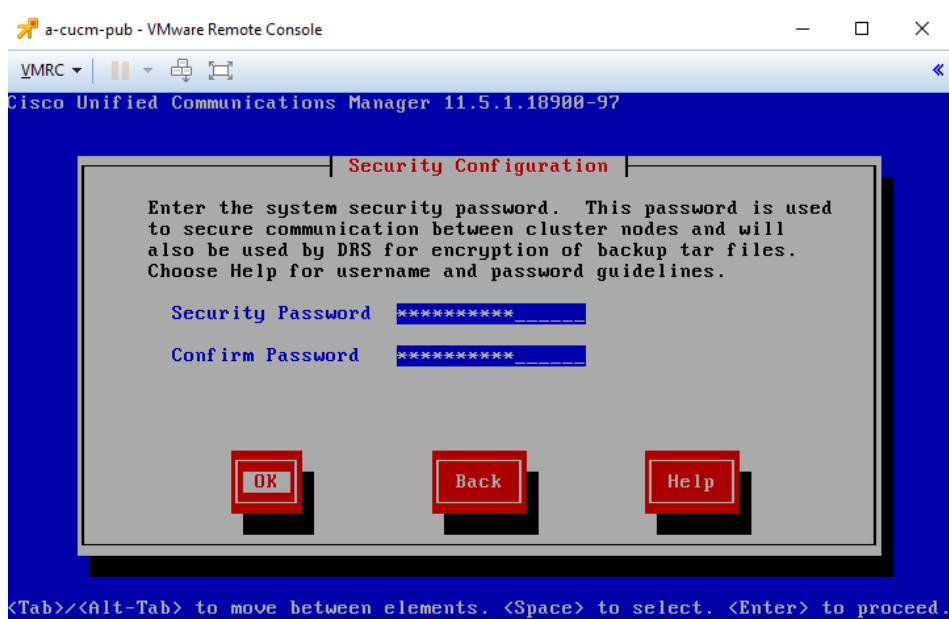 a-cucm-pub - VMware Remote Console
VMRC
Cisco Unified Communications Manager 11.5.1.18900-97
Security Configuration
Enter the system security password.  This password is used
to secure communication between cluster nodes and will
also be used by DRS for encryption of backup tar files.
Choose Help for username and password guidelines.
Security Password **********______
Confirm Password **********______
OK Back Help
<Tab>/<Alt-Tab> to move between elements. <Space> to select. <Enter> to proceed.